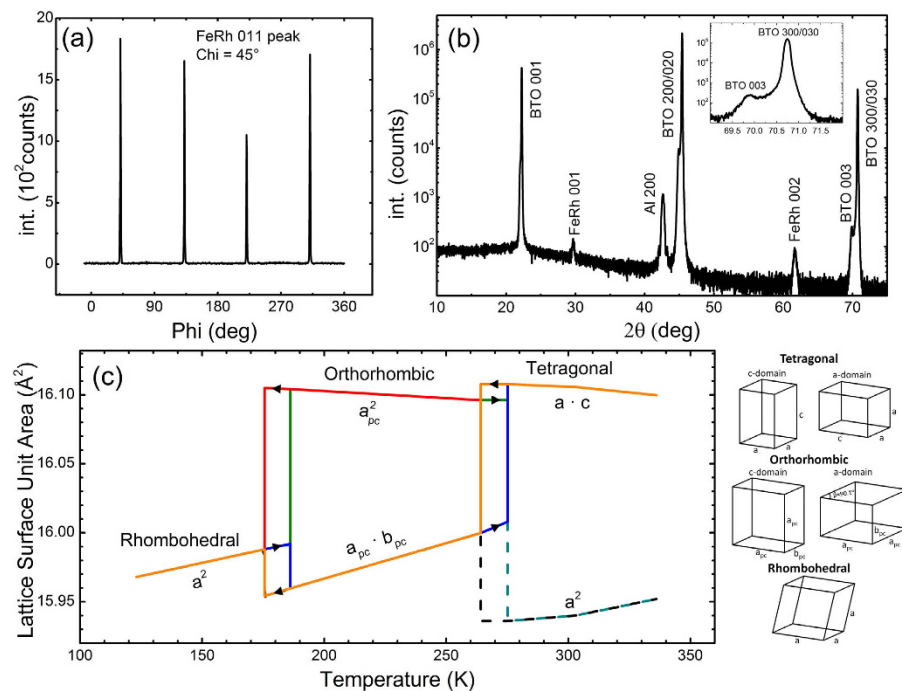 (a)
FeRh 011 peak
Chi = 45°
int. (10²counts)
20
15
10
5
0
0 90 180 270 360
Phi (deg)
(b)
int. (counts)
10⁶
10⁵
10⁴
10³
10²
BTO 001
FeRh 001
Al 200
BTO 200/020
FeRh 002
BTO 003
BTO 300/030
10 20 30 40 50 60 70
2θ (deg)
BTO 300/030
BTO 003
10⁵
10⁴
10³
10²
69.5 70.0 70.5 71.0 71.5
(c)
Lattice Surface Unit Area (Å²)
16.10
16.05
16.00
15.95
Orthorhombic
Tetragonal
a²pc
a · c
Rhombohedral
a²
apc · bpc
a²
100 150 200 250 300 350
Temperature (K)
Tetragonal
c-domain a-domain
c
a a
a
c a
Orthorhombic
c-domain a-domain
apc
apc bpc
bpc
apc apc
Rhombohedral
a
a a